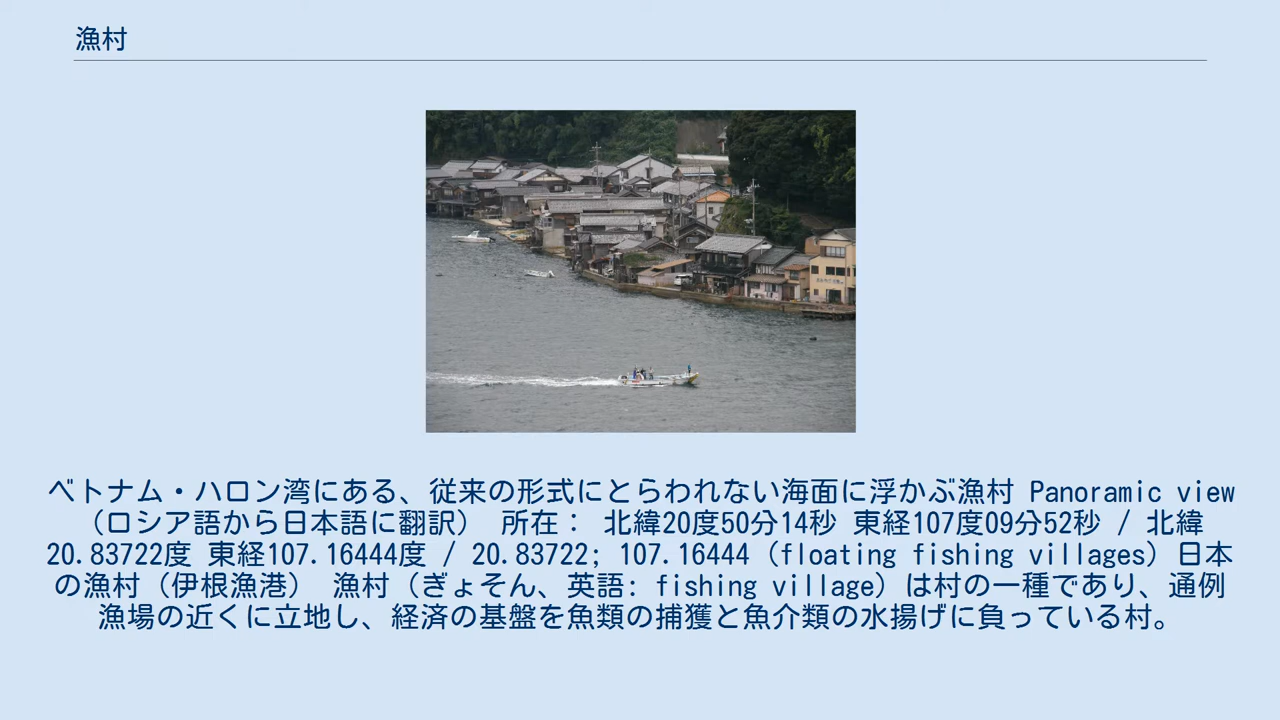 漁村
ベトナム・ハロン湾にある、従来の形式にとらわれない海面に浮かぶ漁村 Panoramic view
（ロシア語から日本語に翻訳） 所在： 北緯20度50分14秒 東経107度09分52秒 / 北緯
20.83722度 東経107.16444度 / 20.83722; 107.16444（floating fishing villages）日本
の漁村（伊根漁港） 漁村（ぎょそん、英語: fishing village）は村の一種であり、通例
漁場の近くに立地し、経済の基盤を魚類の捕獲と魚介類の水揚げに負っている村。